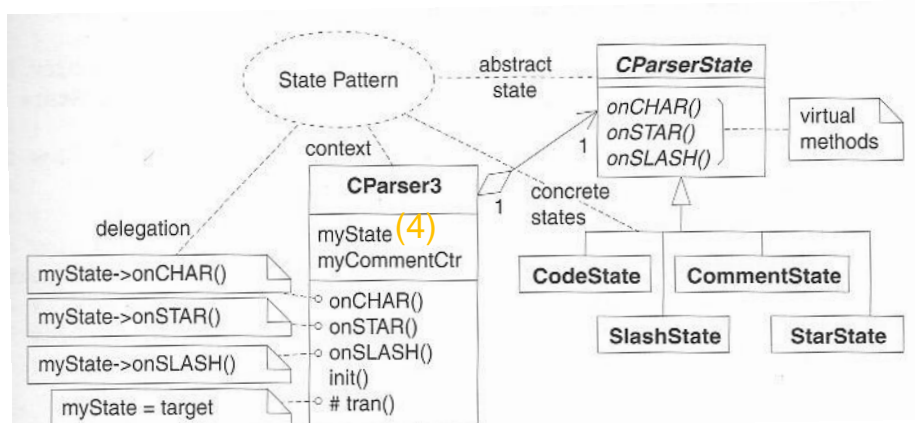 State Pattern
abstract
state
CParserState
onCHAR()
onSTAR()
onSLASH()
virtual
methods
context
1
1
concrete
states
CParser3
myState (4)
myCommentCtr
delegation
myState->onCHAR()
myState->onSTAR()
myState->onSLASH()
myState = target
onCHAR()
onSTAR()
onSLASH()
init()
# tran()
CodeState
CommentState
SlashState
StarState